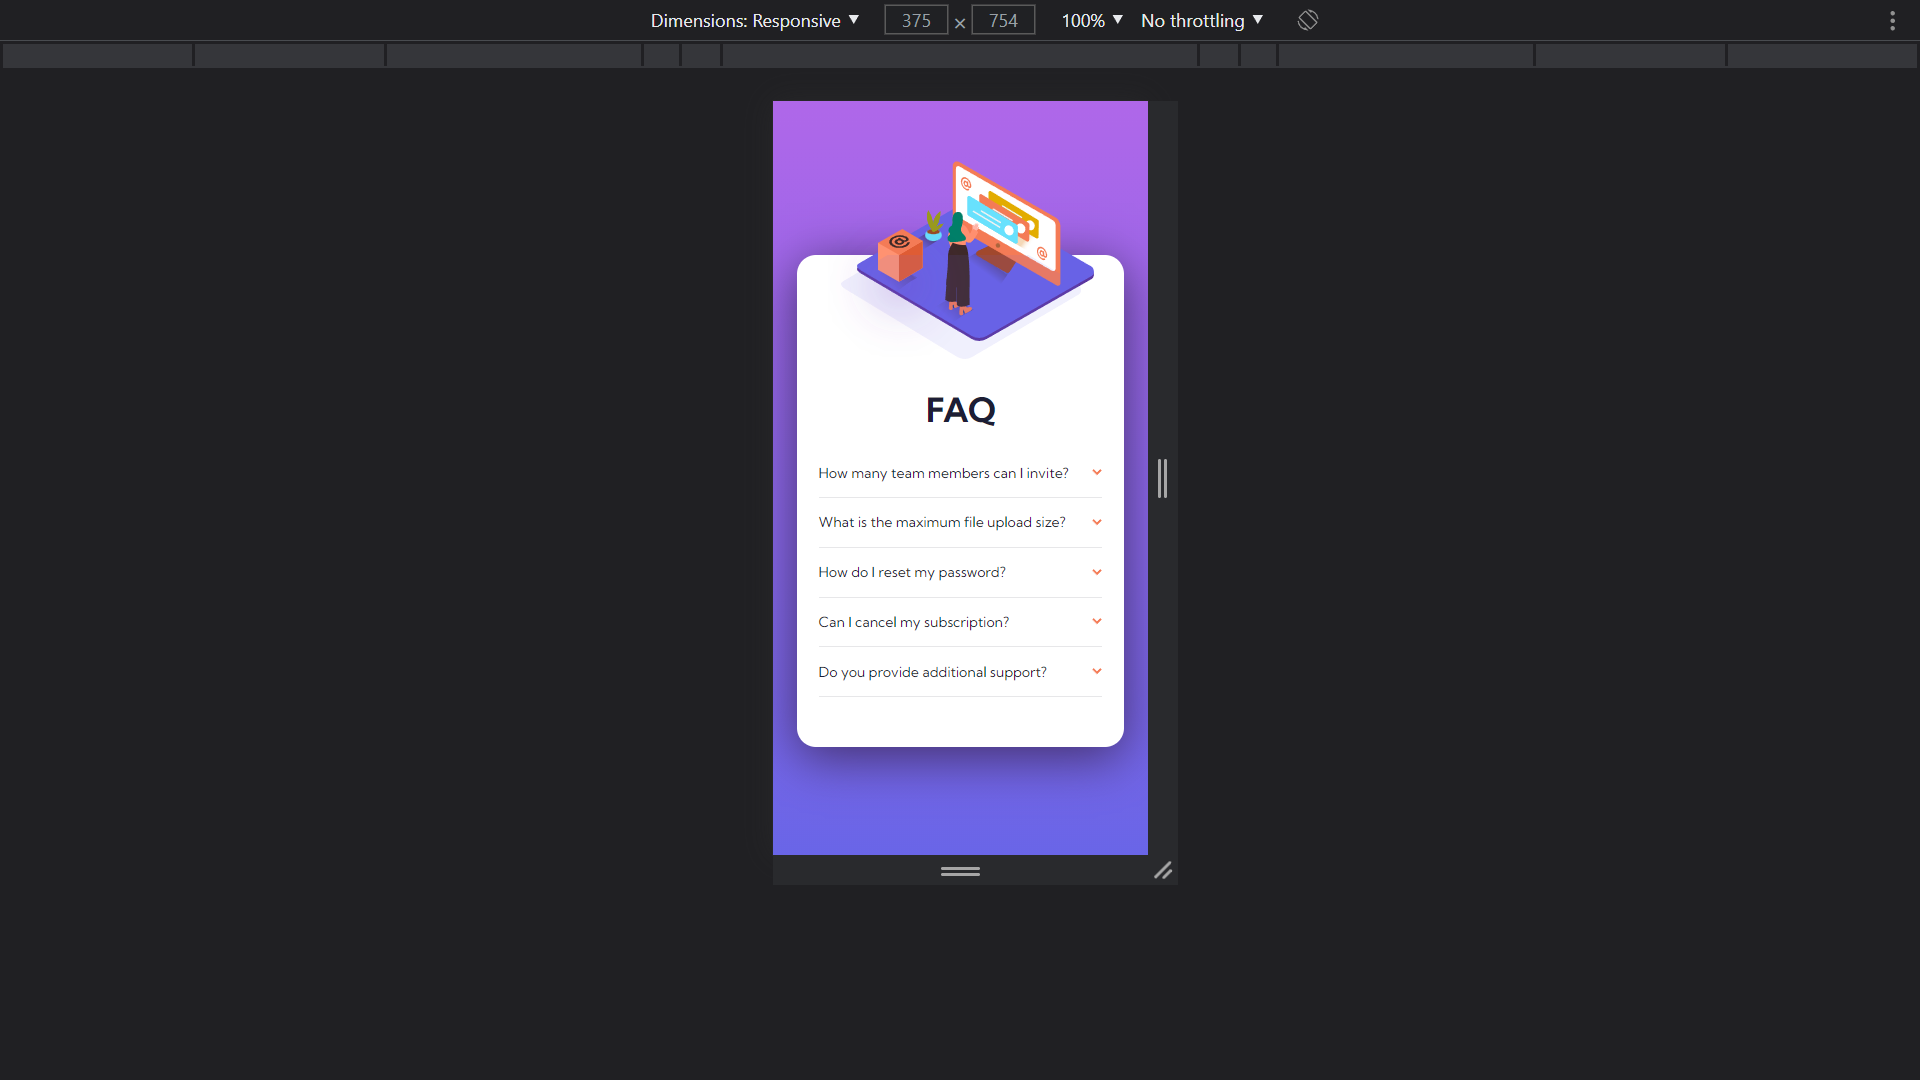 Dimensions: Responsive ▼ 375 × 754 100% ▼ No throttling ▼
@
@
@
FAQ
How many team members can I invite?
What is the maximum file upload size?
How do I reset my password?
Can I cancel my subscription?
Do you provide additional support?